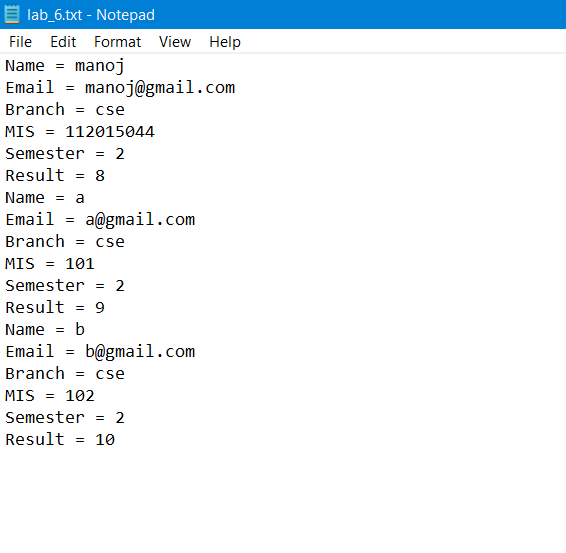 lab_6.txt - Notepad
File Edit Format View Help
Name = manoj
Email = manoj@gmail.com
Branch = cse
MIS = 112015044
Semester = 2
Result = 8
Name = a
Email = a@gmail.com
Branch = cse
MIS = 101
Semester = 2
Result = 9
Name = b
Email = b@gmail.com
Branch = cse
MIS = 102
Semester = 2
Result = 10